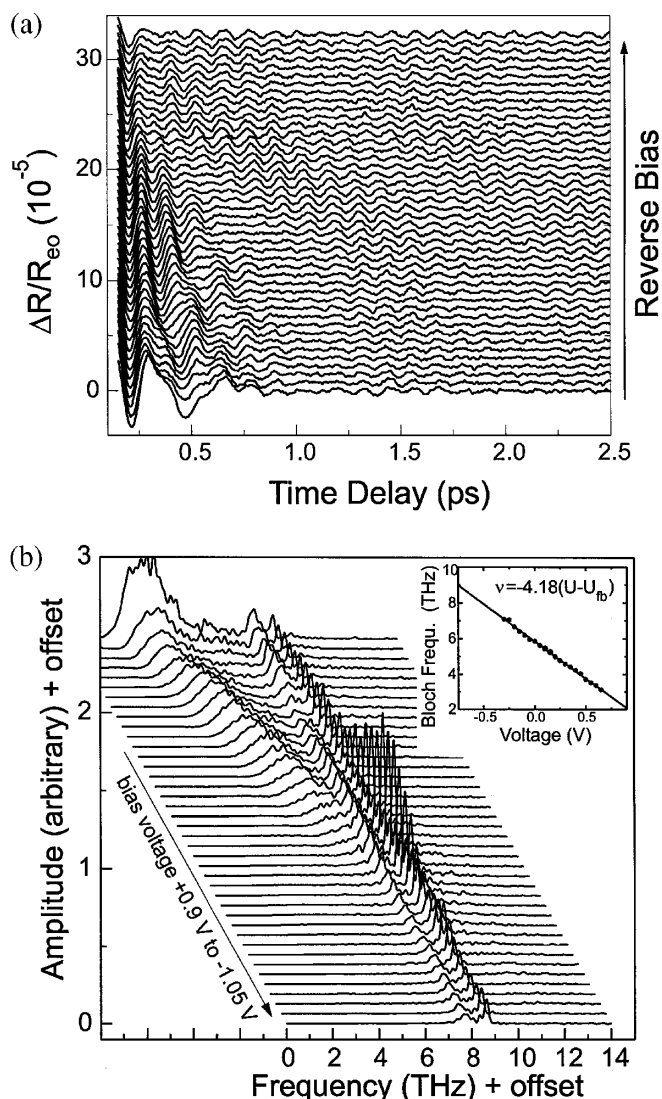 (a)
ΔR/R_eo (10^-5)
30
20
10
0
0.5
1.0
1.5
2.0
2.5
Time Delay (ps)
Reverse Bias
(b)
Amplitude (arbitrary) + offset
3
2
1
0
bias voltage +0.9 V to -1.05 V
0 2 4 6 8 10 12 14
Frequency (THz) + offset
Bloch Frequ. (THz)
10
8
6
4
2
ν=-4.18(U-U_fb)
-0.5 0.0 0.5
Voltage (V)